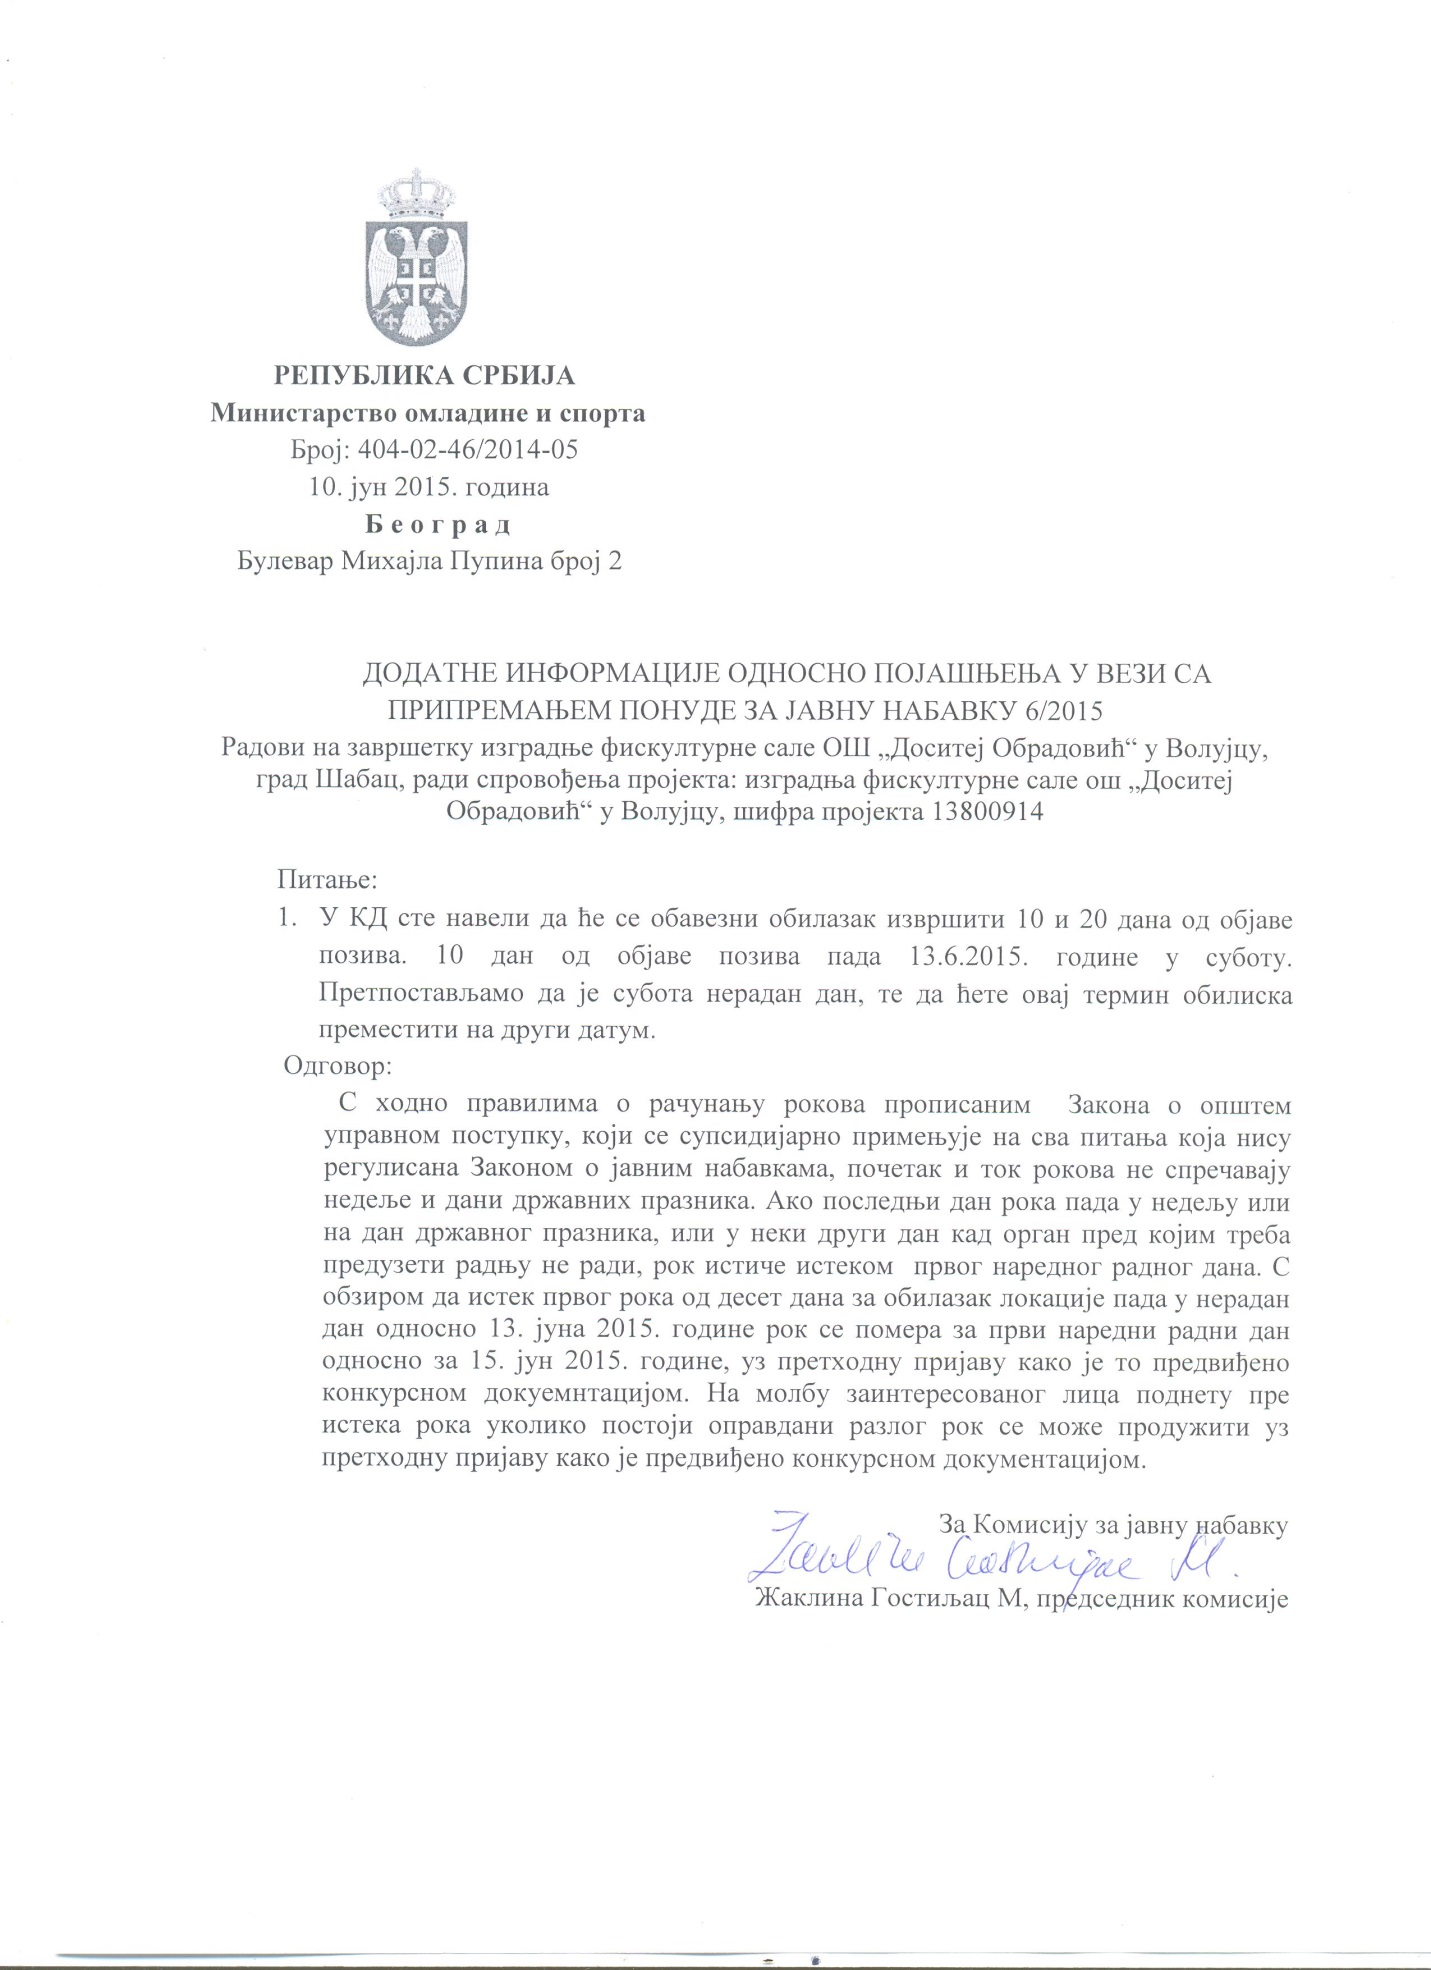 РЕПУБЛИКА СРБИЈА
Министарство омладине и спорта
Број: 404-02-46/2014-05
10. јун 2015. година
Б е о г р а д
Булевар Михајла Пупина број 2
ДОДАТНЕ ИНФОРМАЦИЈЕ ОДНОСНО ПОЈАШЊЕЊА У ВЕЗИ СА
ПРИПРЕМАЊЕМ ПОНУДЕ ЗА ЈАВНУ НАБАВКУ 6/2015
Радови на завршетку изградње фискултурне сале ОШ „Доситеј Обрадовић“ у Волујцу,
град Шабац, ради спровођења пројекта: изградња фискултурне сале ош „Доситеј
Обрадовић“ у Волујцу, шифра пројекта 13800914
Питање:
1. У КД сте навели да ће се обавезни обилазак извршити 10 и 20 дана од објаве
позива. 10 дан од објаве позива пада 13.6.2015. године у суботу.
Претпостављамо да је субота нерадан дан, те да ћете овај термин обилиска
преместити на други датум.
Одговор:
С ходно правилима о рачунању рокова прописаним Закона о општем
управном поступку, који се супсидијарно примењује на сва питања која нису
регулисана Законом о јавним набавкама, почетак и ток рокова не спречавају
недеље и дани државних празника. Ако последњи дан рока пада у недељу или
на дан државног празника, или у неки други дан кад орган пред којим треба
предузети радњу не ради, рок истиче истеком првог наредног радног дана. С
обзиром да истек првог рока од десет дана за обилазак локације пада у нерадан
дан односно 13. јуна 2015. године рок се помера за први наредни радни дан
односно за 15. јун 2015. године, уз претходну пријаву како је то предвиђено
конкурсном докуемнтацијом. На молбу заинтересованог лица поднету пре
истека рока уколико постоји оправдани разлог рок се може продужити уз
претходну пријаву како је предвиђено конкурсном документацијом.
За Комисију за јавну набавку
Жаклина Гостиљац М, председник комисије